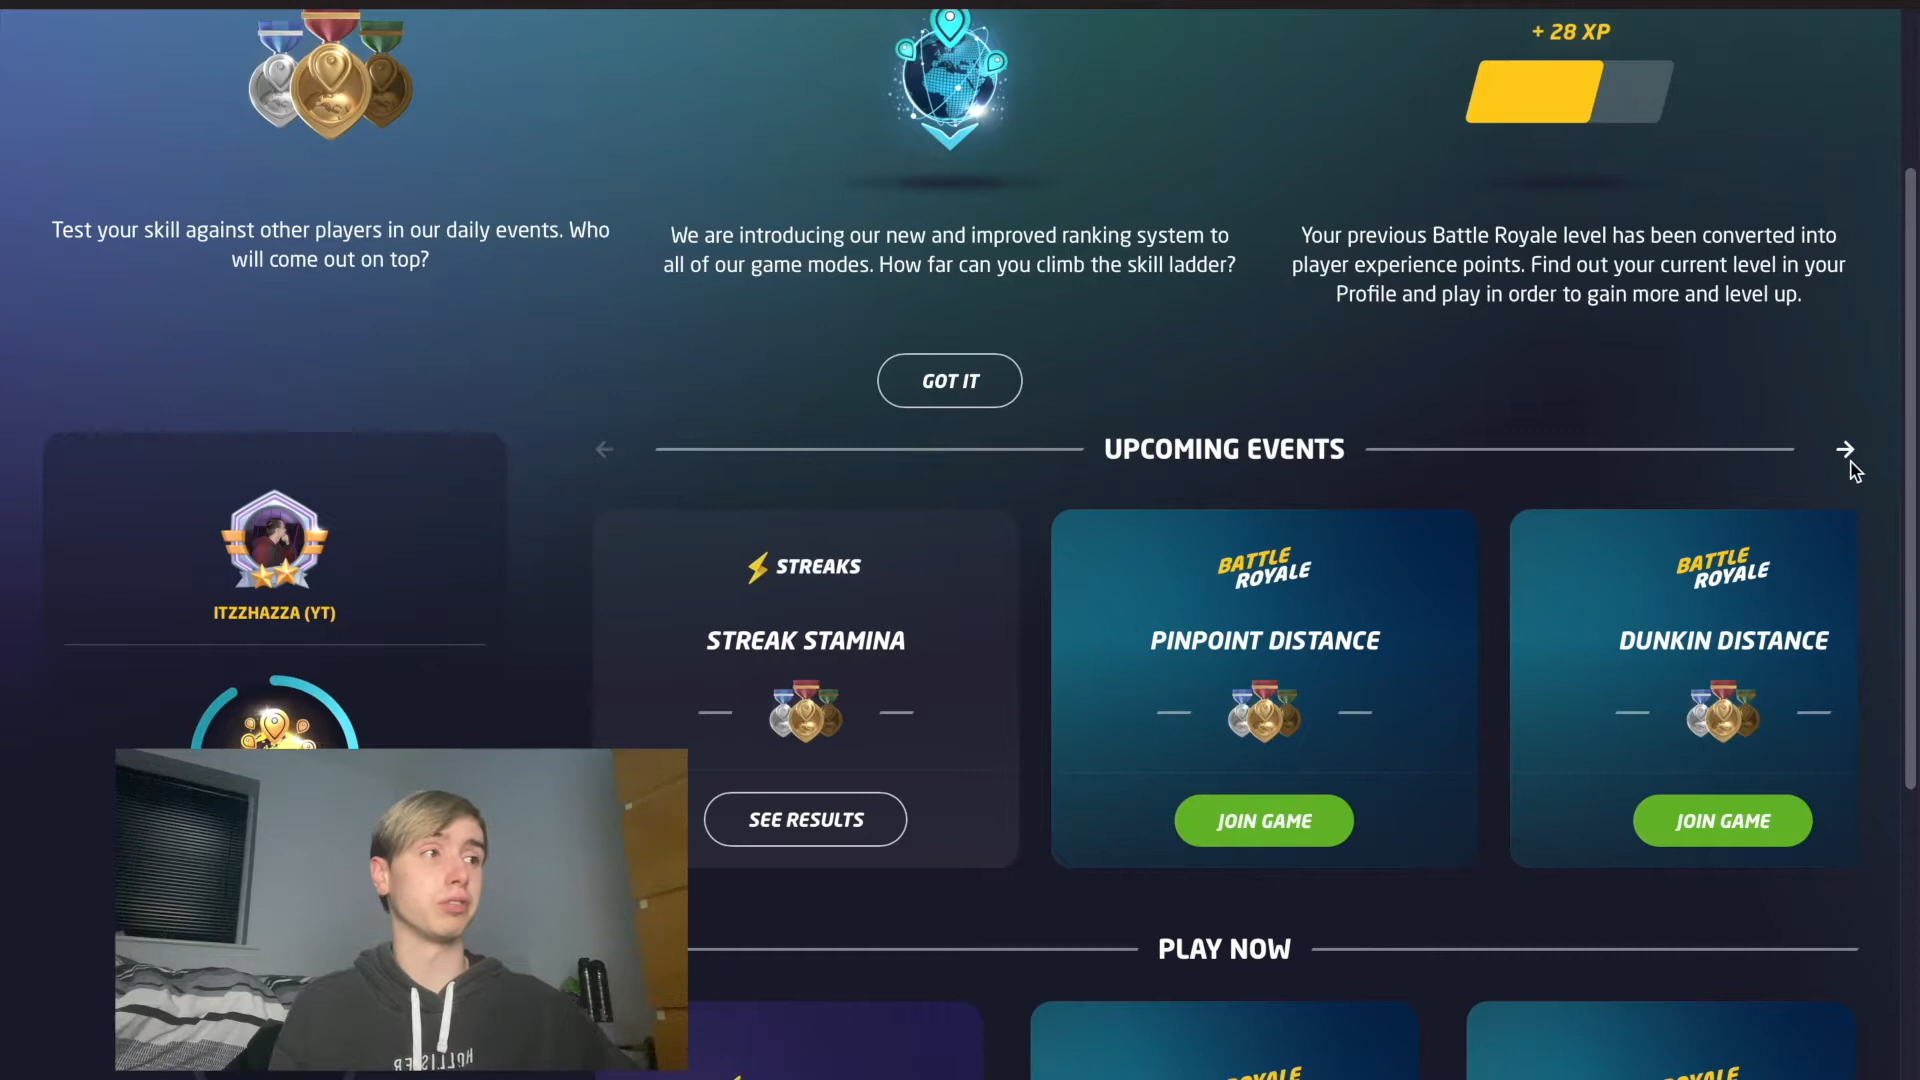 + 28 XP
Test your skill against other players in our daily events. Who
will come out on top?
We are introducing our new and improved ranking system to
all of our game modes. How far can you climb the skill ladder?
Your previous Battle Royale level has been converted into
player experience points. Find out your current level in your
Profile and play in order to gain more and level up.
GOT IT
UPCOMING EVENTS
ITZZHAZZA (YT)
STREAKS
STREAK STAMINA
SEE RESULTS
BATTLE
ROYALE
PINPOINT DISTANCE
JOIN GAME
BATTLE
ROYALE
DUNKIN DISTANCE
JOIN GAME
PLAY NOW
HOLLISTER
ROYALE
ROYALE